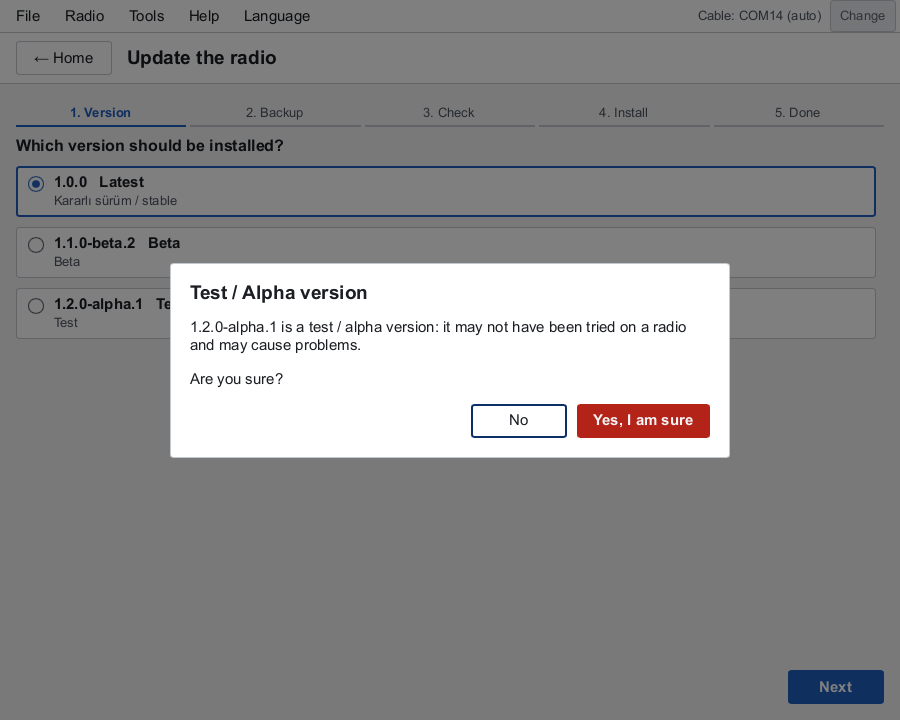 File Radio Tools Help Language Cable: COM14 (auto) Change
← Home Update the radio
1. Version 2. Backup 3. Check 4. Install 5. Done
Which version should be installed?
1.0.0 Latest
Kararlı sürüm / stable
1.1.0-beta.2 Beta
Beta
1.2.0-alpha.1
Test
Test / Alpha version
1.2.0-alpha.1 is a test / alpha version: it may not have been tried on a radio
and may cause problems.
Are you sure?
No Yes, I am sure
Next